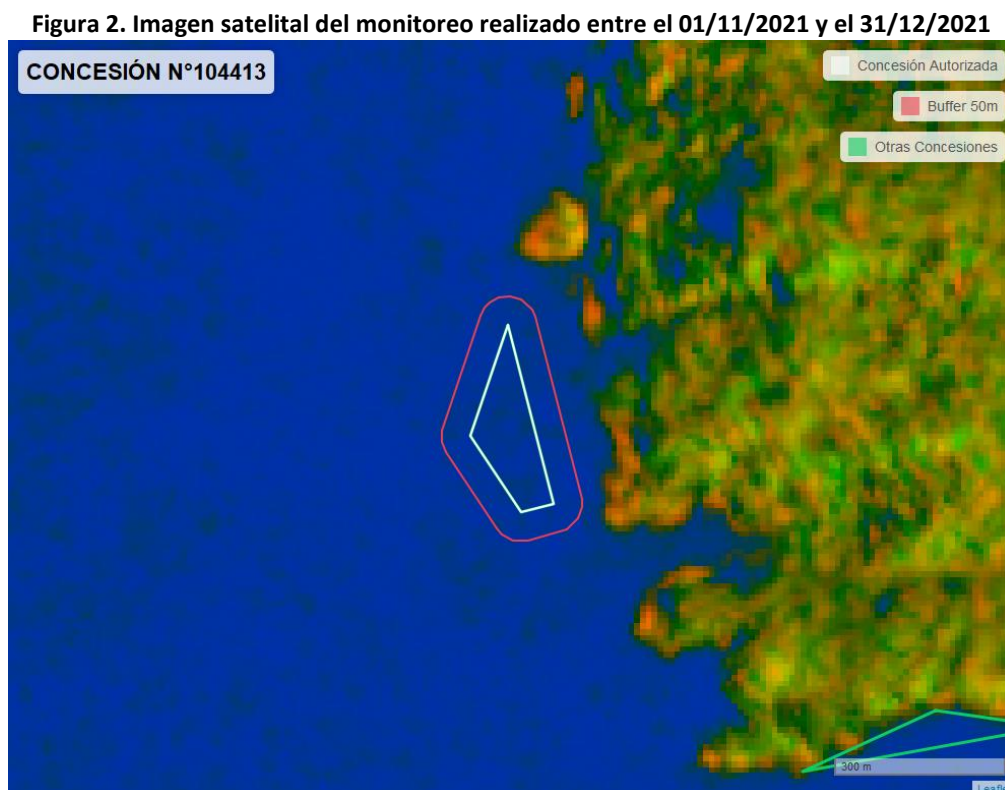 Figura 2. Imagen satelital del monitoreo realizado entre el 01/11/2021 y el 31/12/2021
CONCESIÓN N°104413
Concesión Autorizada
Buffer 50m
Otras Concesiones
300 m